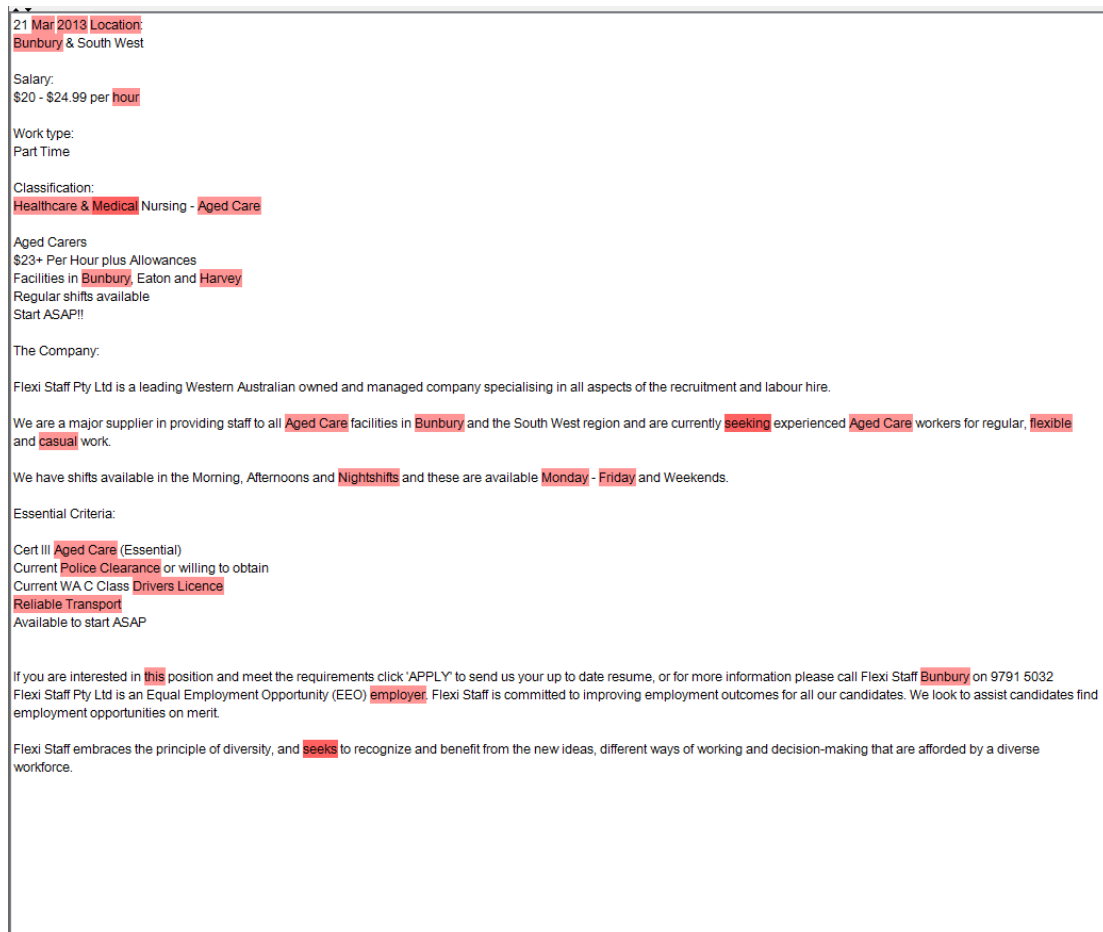 21 Mar 2013 Location:
Bunbury & South West
Salary:
$20 - $24.99 per hour
Work type:
Part Time
Classification:
Healthcare & Medical Nursing - Aged Care
Aged Carers
$23+ Per Hour plus Allowances
Facilities in Bunbury, Eaton and Harvey
Regular shifts available
Start ASAP!!
The Company:
Flexi Staff Pty Ltd is a leading Western Australian owned and managed company specialising in all aspects of the recruitment and labour hire.
We are a major supplier in providing staff to all Aged Care facilities in Bunbury and the South West region and are currently seeking experienced Aged Care workers for regular, flexible
and casual work.
We have shifts available in the Morning, Afternoons and Nightshifts and these are available Monday - Friday and Weekends.
Essential Criteria:
Cert III Aged Care (Essential)
Current Police Clearance or willing to obtain
Current WA C Class Drivers Licence
Reliable Transport
Available to start ASAP
If you are interested in this position and meet the requirements click 'APPLY' to send us your up to date resume, or for more information please call Flexi Staff Bunbury on 9791 5032
Flexi Staff Pty Ltd is an Equal Employment Opportunity (EEO) employer. Flexi Staff is committed to improving employment outcomes for all our candidates. We look to assist candidates find
employment opportunities on merit.
Flexi Staff embraces the principle of diversity, and seeks to recognize and benefit from the new ideas, different ways of working and decision-making that are afforded by a diverse
workforce.